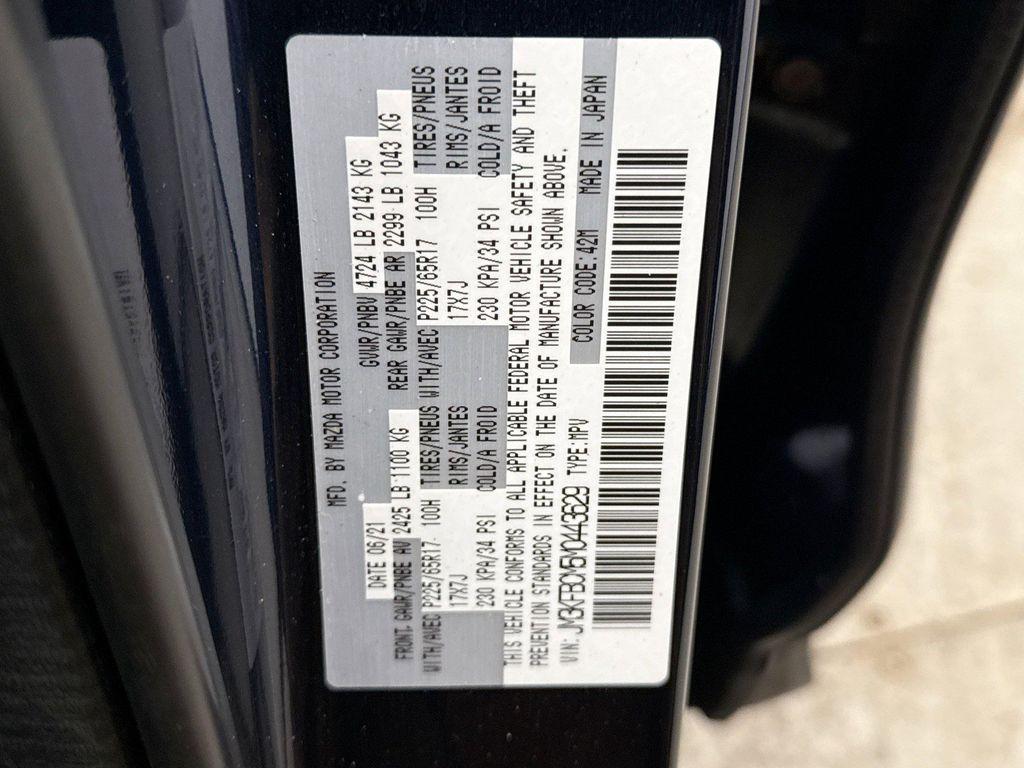 MFD. BY MAZDA MOTOR CORPORATION
DATE 06/21 GVWR/PNBV 4724 LB 2143 KG
FRONT GAWR/PNBE AV 2425 LB 1100 KG REAR GAWR/PNBE AR 2299 LB 1043 KG
WITH/AVEC P225/65R17 100H TIRES/PNEUS WITH/AVEC P225/65R17 100H TIRES/PNEUS
17X7J RIMS/JANTES 17X7J RIMS/JANTES
230 KPA/34 PSI COLD/A FROID 230 KPA/34 PSI COLD/A FROID
THIS VEHICLE CONFORMS TO ALL APPLICABLE FEDERAL MOTOR VEHICLE SAFETY AND THEFT
PREVENTION STANDARDS IN EFFECT ON THE DATE OF MANUFACTURE SHOWN ABOVE.
VIN: JM3KFBCM5M0443629 TYPE:MPV COLOR CODE:42M MADE IN JAPAN